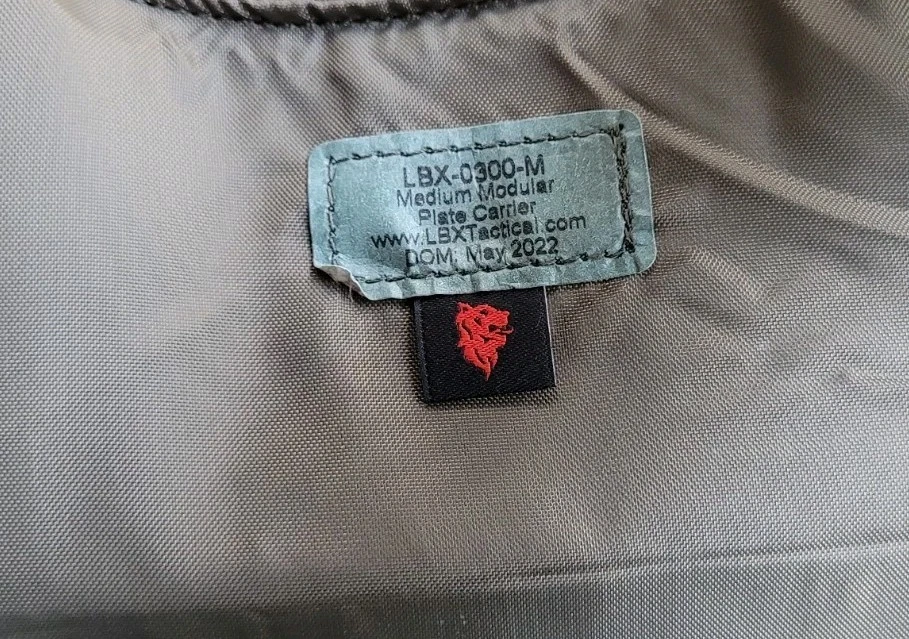 LBX-0300-M
Medium Modular
Plate Carrier
www.LBXTactical.com
DOM: May 2022